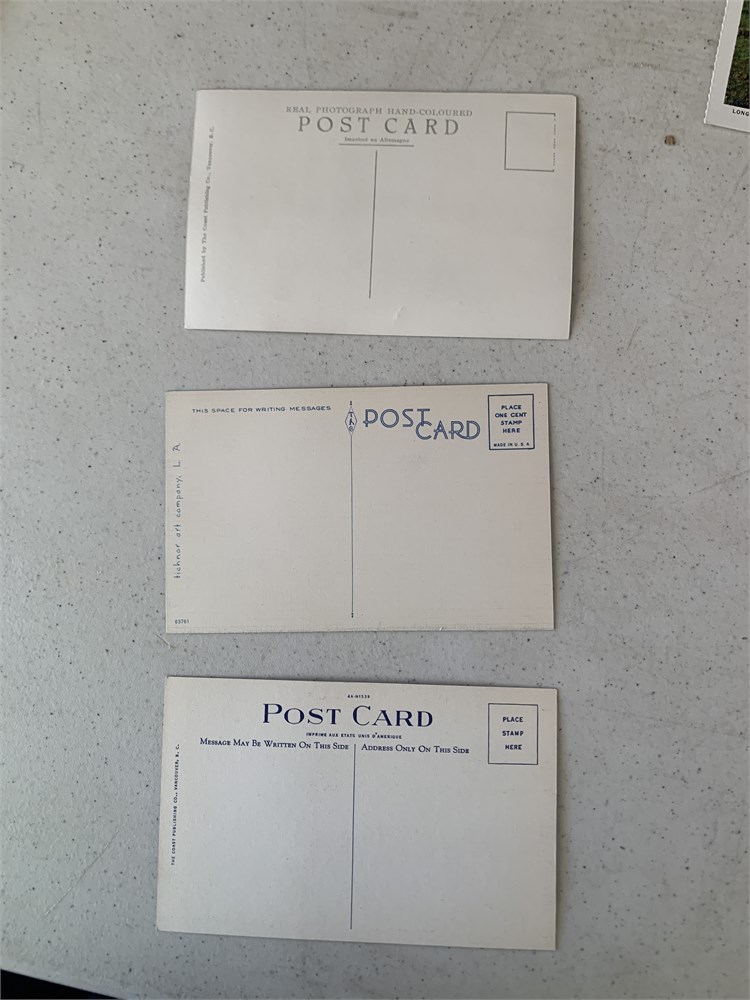 LONG
REAL PHOTOGRAPH HAND-COLOURED
POST CARD
Imprimé en Allemagne
Published by The Coast Publishing Co., Vancouver, B.C.
THIS SPACE FOR WRITING MESSAGES
POST
CARD
PLACE
ONE CENT
STAMP
HERE
MADE IN U.S.A.
tichnor art company, L A
63761
4A-H1539
POST CARD
IMPRIMÉ AUX ETATS UNIS D'AMERIQUE
MESSAGE MAY BE WRITTEN ON THIS SIDE
ADDRESS ONLY ON THIS SIDE
PLACE
STAMP
HERE
THE COAST PUBLISHING CO., VANCOUVER, B. C.